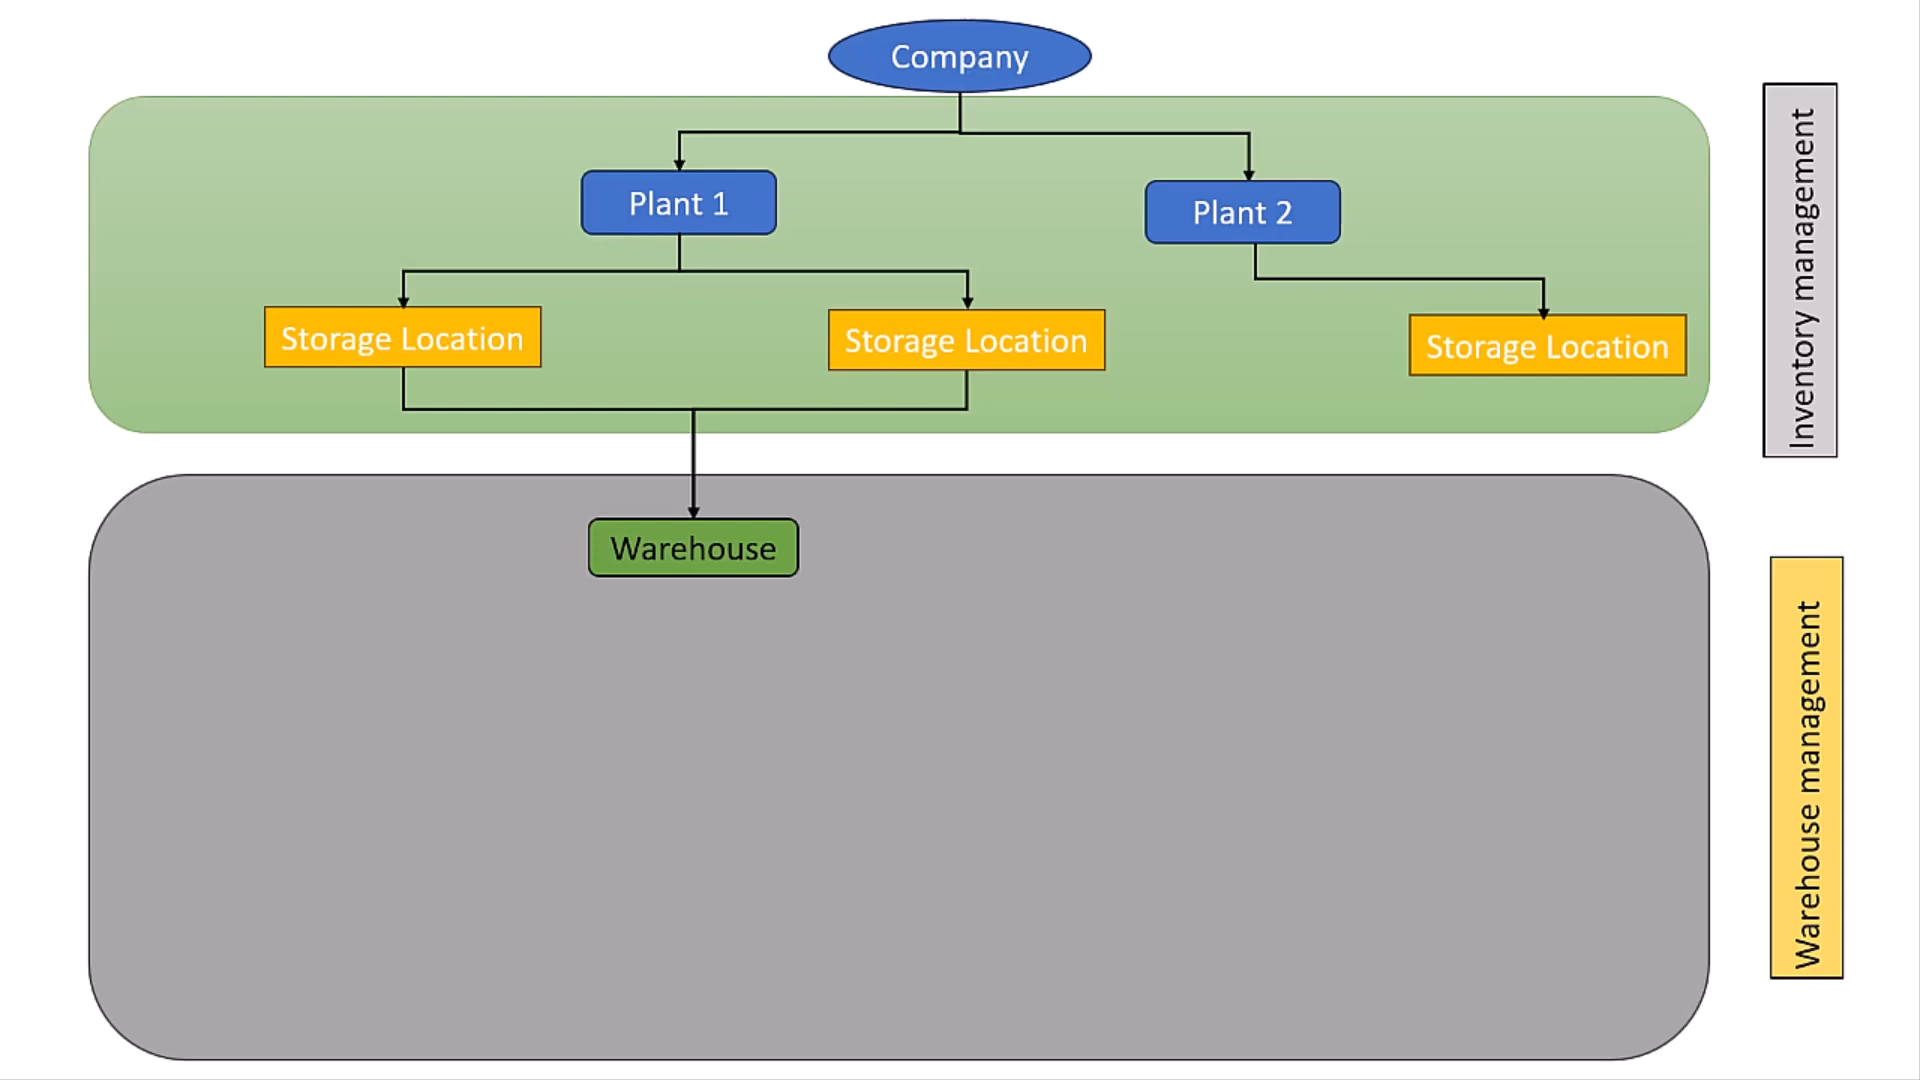 Company
Plant 1
Plant 2
Storage Location
Storage Location
Storage Location
Inventory management
Warehouse
Warehouse management